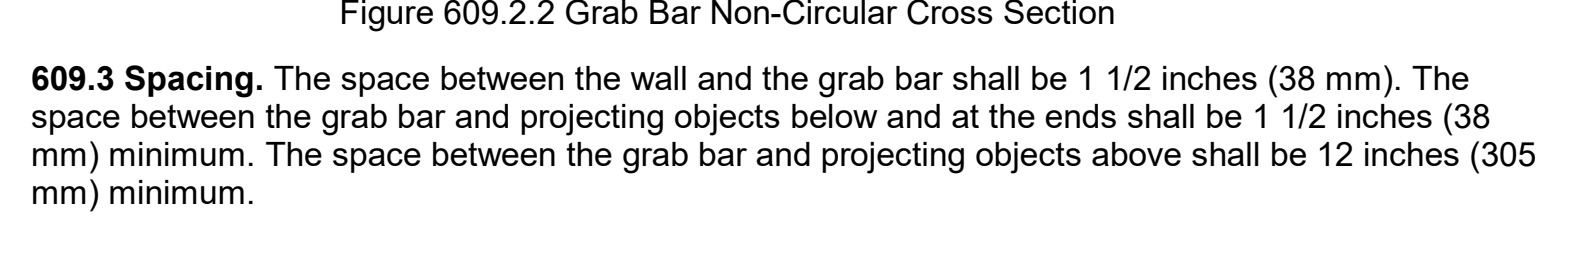 Figure 609.2.2 Grab Bar Non-Circular Cross Section
609.3 Spacing. The space between the wall and the grab bar shall be 1 1/2 inches (38 mm). The
space between the grab bar and projecting objects below and at the ends shall be 1 1/2 inches (38
mm) minimum. The space between the grab bar and projecting objects above shall be 12 inches (305
mm) minimum.